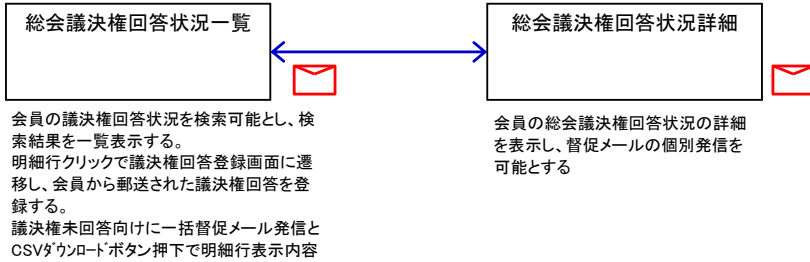 総会議決権回答状況一覧
総会議決権回答状況詳細
会員の議決権回答状況を検索可能とし、検
索結果を一覧表示する。
明細行クリックで議決権回答登録画面に遷
移し、会員から郵送された議決権回答を登
録する。
議決権未回答向けに一括督促メール発信と
CSVﾀﾞｳﾝﾛｰﾄﾞボタン押下で明細行表示内容
会員の総会議決権回答状況の詳細
を表示し、督促メールの個別発信を
可能とする